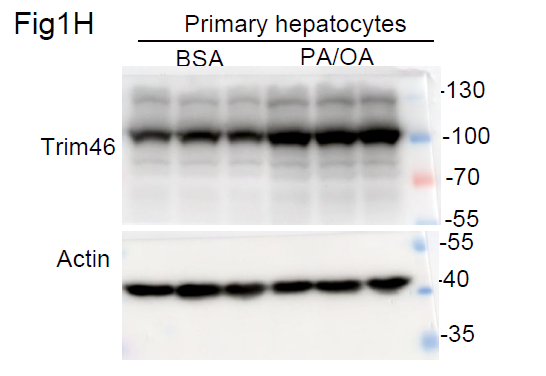 Fig1H
Primary hepatocytes
BSA PA/OA
-130
Trim46
-100
-70
-55
Actin
-55
-40
-35